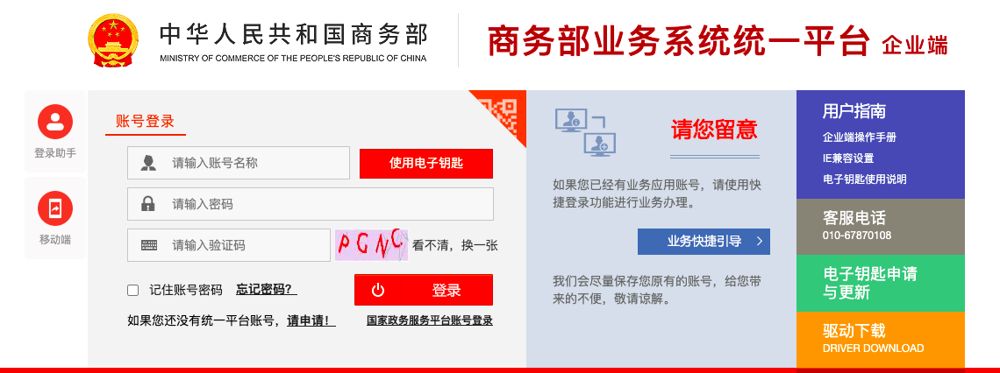 中华人民共和国商务部
MINISTRY OF COMMERCE OF THE PEOPLE'S REPUBLIC OF CHINA
商务部业务系统统一平台 企业端
登录助手
移动端
账号登录
请输入账号名称
使用电子钥匙
请输入密码
请输入验证码
PGNC
看不清，换一张
记住账号密码 忘记密码?
登录
如果您还没有统一平台账号，请申请！
国家政务服务平台账号登录
请您留意
如果您已经有业务应用账号，请使用快
捷登录功能进行业务办理。
业务快捷引导
我们会尽量保存您原有的账号，给您带
来的不便，敬请谅解。
用户指南
企业端操作手册
IE兼容设置
电子钥匙使用说明
客服电话
010-67870108
电子钥匙申请
与更新
驱动下载
DRIVER DOWNLOAD